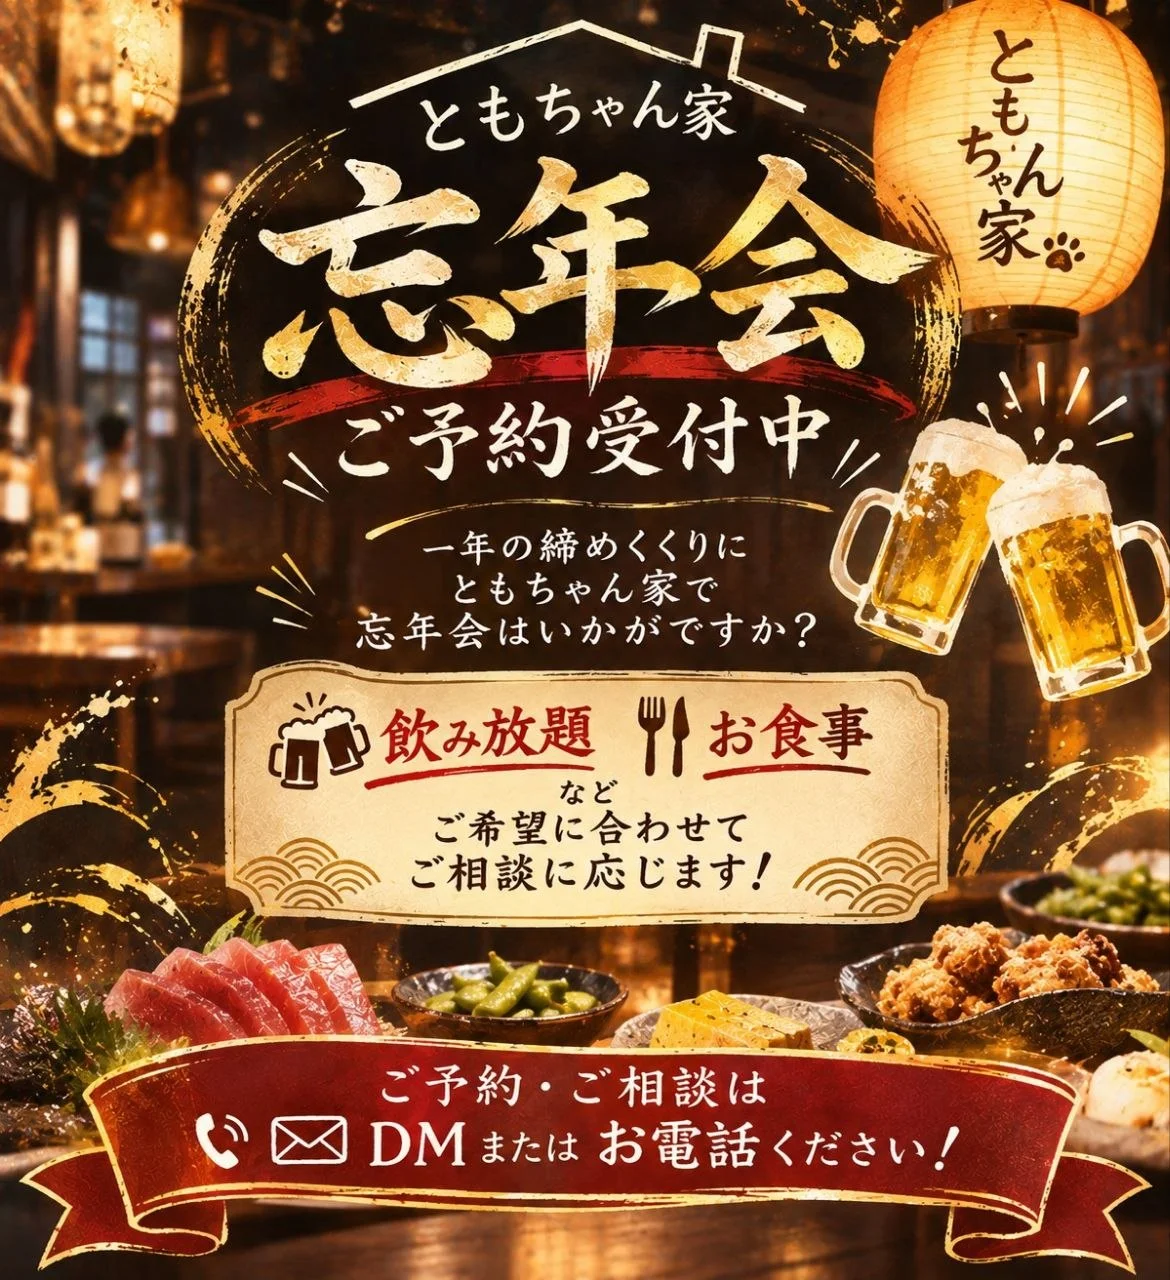 ともちゃん家
忘年会
ご予約受付中
ともちゃん家
一年の締めくくりに
ともちゃん家で
忘年会はいかがですか？
飲み放題 お食事
など
ご希望に合わせて
ご相談に応じます！
ご予約・ご相談は
DMまたはお電話ください！